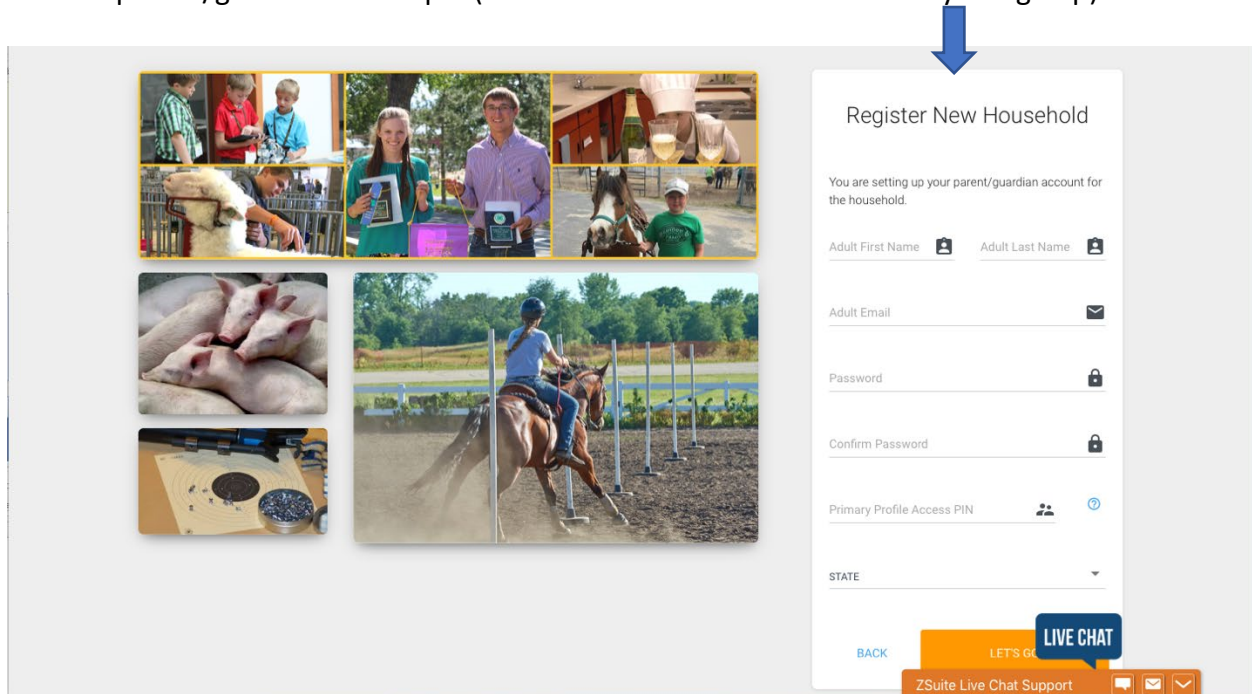 Register New Household
You are setting up your parent/guardian account for
the household.
Adult First Name
Adult Last Name
Adult Email
Password
Confirm Password
Primary Profile Access PIN
?
STATE
BACK
LET'S
LIVE CHAT
ZSuite Live Chat Support